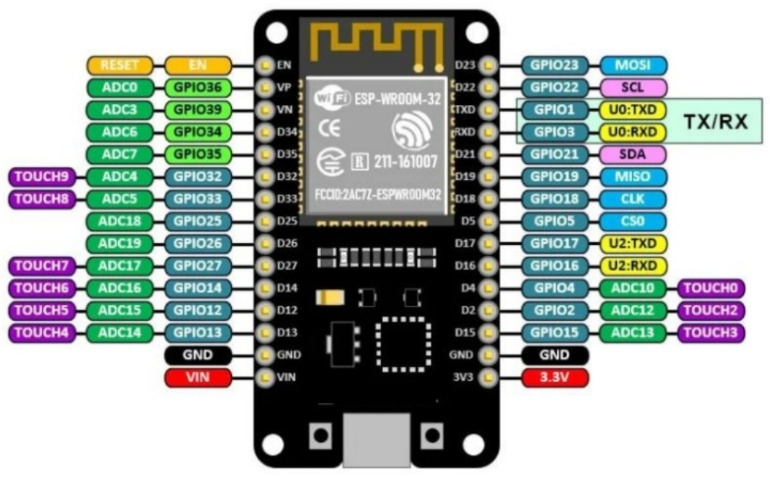 RESET EN EN D23 GPIO23 MOSI
ADC0 GPIO36 VP D22 GPIO22 SCL
ADC3 GPIO39 VN TXD GPIO1 U0:TXD
ADC6 GPIO34 D34 RXD GPIO3 U0:RXD
TX/RX
ADC7 GPIO35 D35 D21 GPIO21 SDA
TOUCH9 ADC4 GPIO32 D32 D19 GPIO19 MISO
TOUCH8 ADC5 GPIO33 D33 D18 GPIO18 CLK
ADC18 GPIO25 D25 D5 GPIO5 CS0
ADC19 GPIO26 D26 D17 GPIO17 U2:TXD
TOUCH7 ADC17 GPIO27 D27 D16 GPIO16 U2:RXD
TOUCH6 ADC16 GPIO14 D14 D4 GPIO4 ADC10 TOUCH0
TOUCH5 ADC15 GPIO12 D12 D2 GPIO2 ADC12 TOUCH2
TOUCH4 ADC14 GPIO13 D13 D15 GPIO15 ADC13 TOUCH3
GND GND GND GND
VIN VIN 3V3 3.3V
WiFi ESP-WROOM-32
CE
R 211-161007
FCCID:2AC7Z-ESPWROOM32